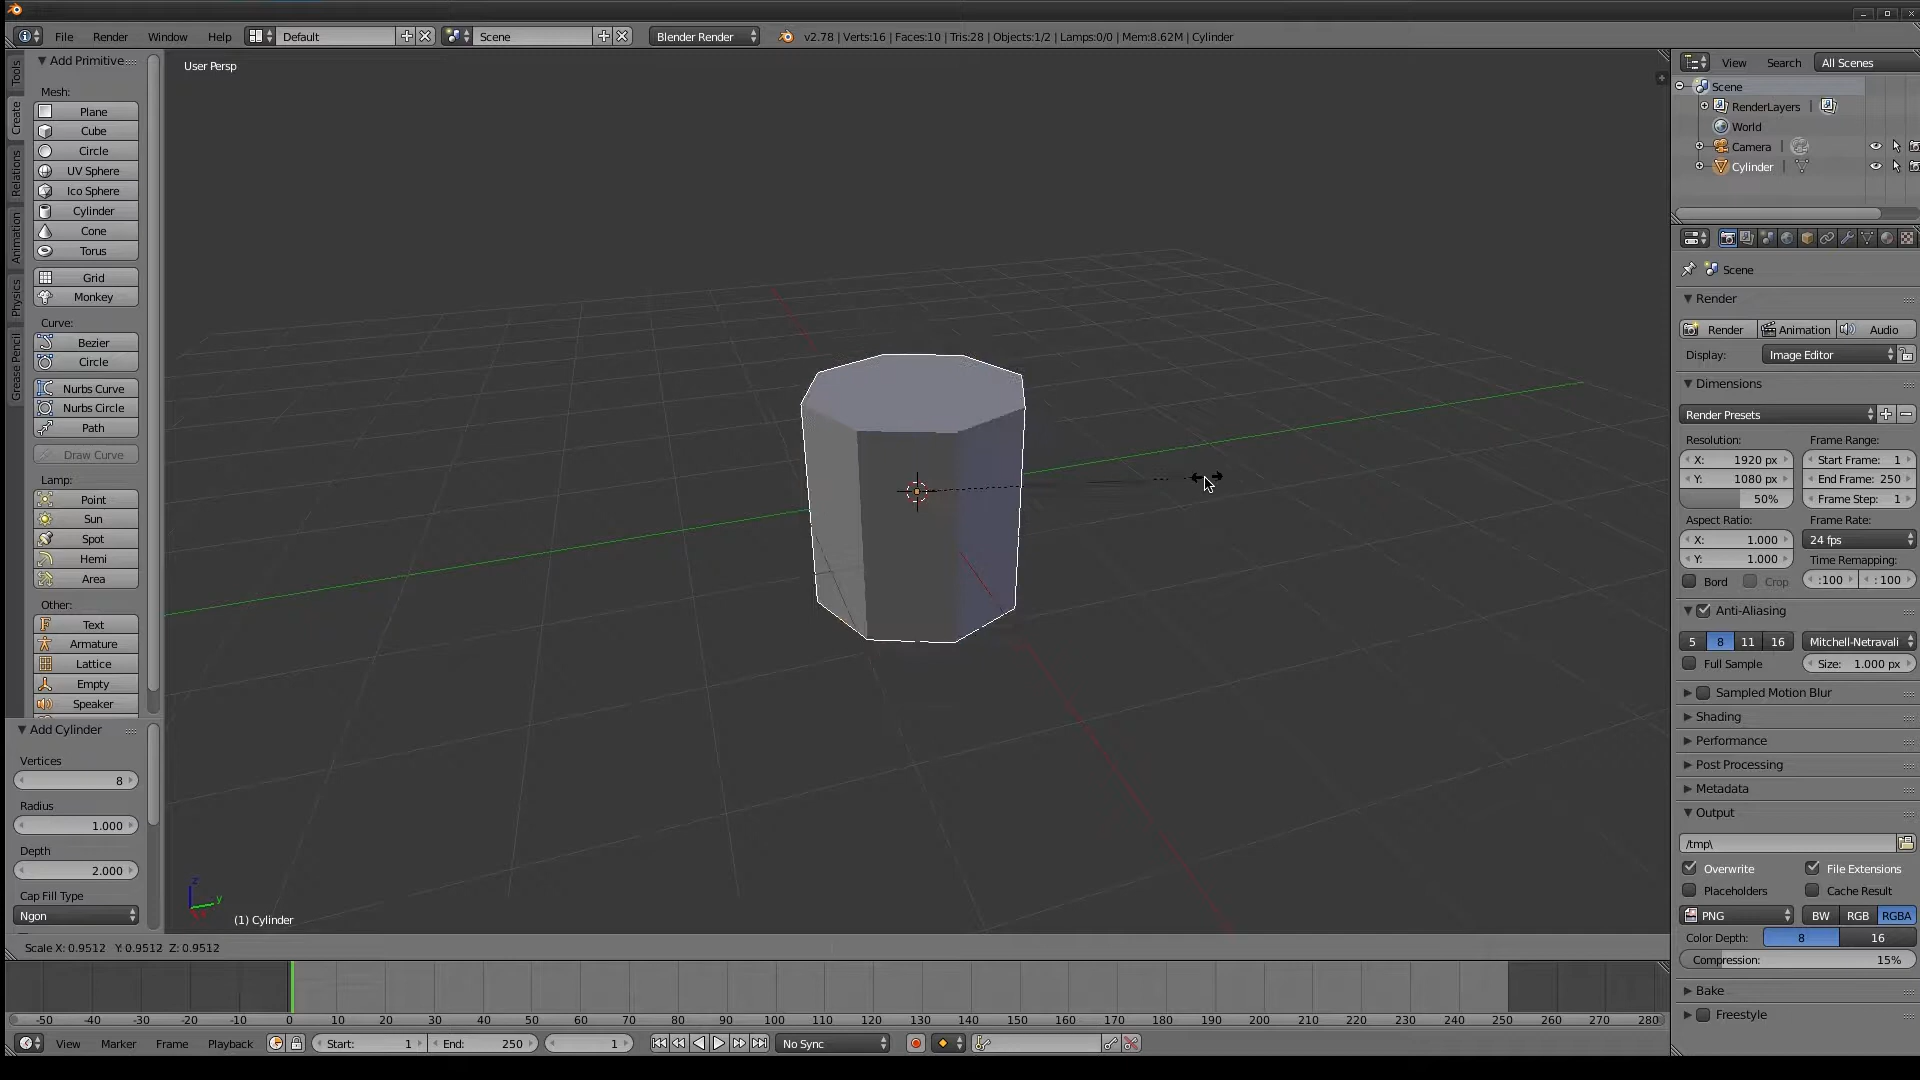 File Render Window Help Default Scene Blender Render v2.78 | Verts:16 | Faces:10 | Tris:28 | Objects:1/2 | Lamps:0/0 | Mem:8.62M | Cylinder
Tools
Create
Relations
Animation
Physics
Grease Pencil
Add Primitive
Mesh:
Plane
Cube
Circle
UV Sphere
Ico Sphere
Cylinder
Cone
Torus
Grid
Monkey
Curve:
Bezier
Circle
Nurbs Curve
Nurbs Circle
Path
Draw Curve
Lamp:
Point
Sun
Spot
Hemi
Area
Other:
Text
Armature
Lattice
Empty
Speaker
Add Cylinder
Vertices
8
Radius
1.000
Depth
2.000
Cap Fill Type
Ngon
User Persp
z
y
(1) Cylinder
Scale X: 0.9512 Y: 0.9512 Z: 0.9512
View Search All Scenes
Scene
RenderLayers
World
Camera
Cylinder
Scene
Render
Render Animation Audio
Display: Image Editor
Dimensions
Render Presets
Resolution: Frame Range:
X: 1920 px Start Frame: 1
Y: 1080 px End Frame: 250
50% Frame Step: 1
Aspect Ratio: Frame Rate:
X: 1.000 24 fps
Y: 1.000 Time Remapping:
Bord Crop :100 :100
Anti-Aliasing
5 8 11 16 Mitchell-Netravali
Full Sample Size: 1.000 px
Sampled Motion Blur
Shading
Performance
Post Processing
Metadata
Output
/tmp\
Overwrite File Extensions
Placeholders Cache Result
PNG BW RGB RGBA
Color Depth: 8 16
Compression: 15%
Bake
Freestyle
-50 -40 -30 -20 -10 0 10 20 30 40 50 60 70 80 90 100 110 120 130 140 150 160 170 180 190 200 210 220 230 240 250 260 270 280
View Marker Frame Playback Start: 1 End: 250 1 No Sync